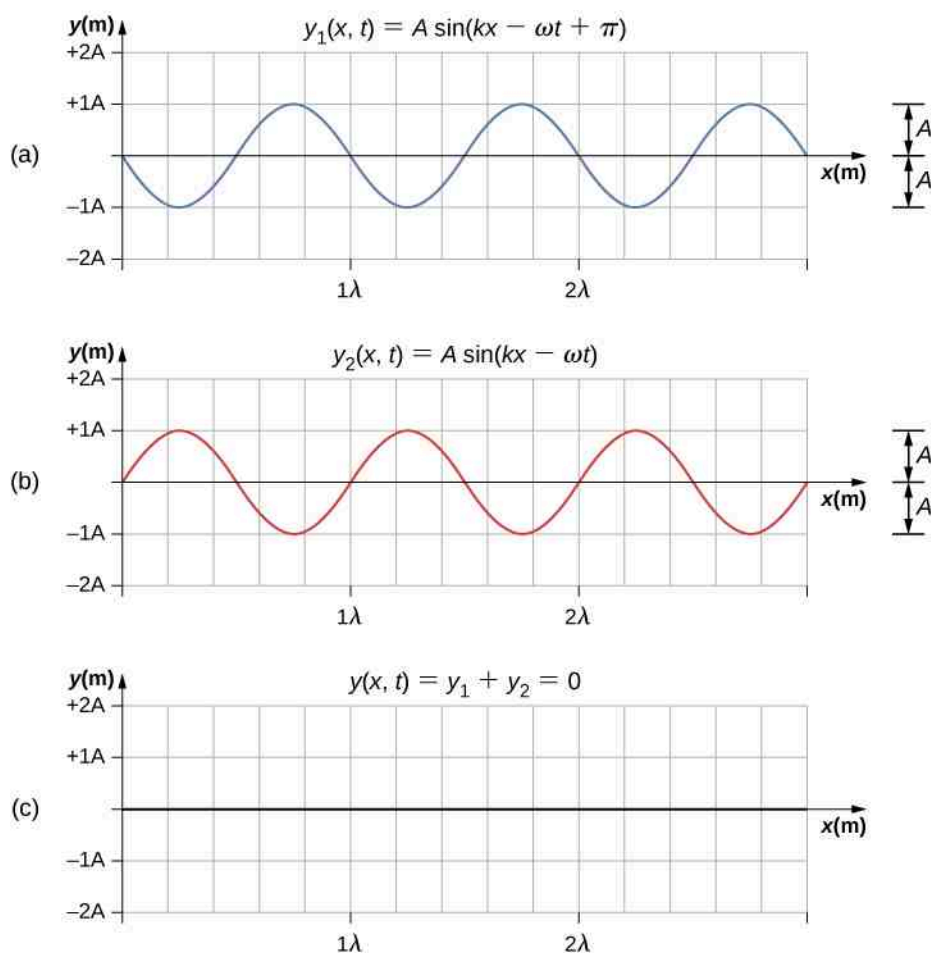 y(m)
y₁(x, t) = A sin(kx − ωt + π)
+2A
+1A
(a)
x(m)
−1A
−2A
A
A
1λ
2λ
y(m)
y₂(x, t) = A sin(kx − ωt)
+2A
+1A
(b)
x(m)
−1A
−2A
A
A
1λ
2λ
y(m)
y(x, t) = y₁ + y₂ = 0
+2A
+1A
(c)
x(m)
−1A
−2A
1λ
2λ